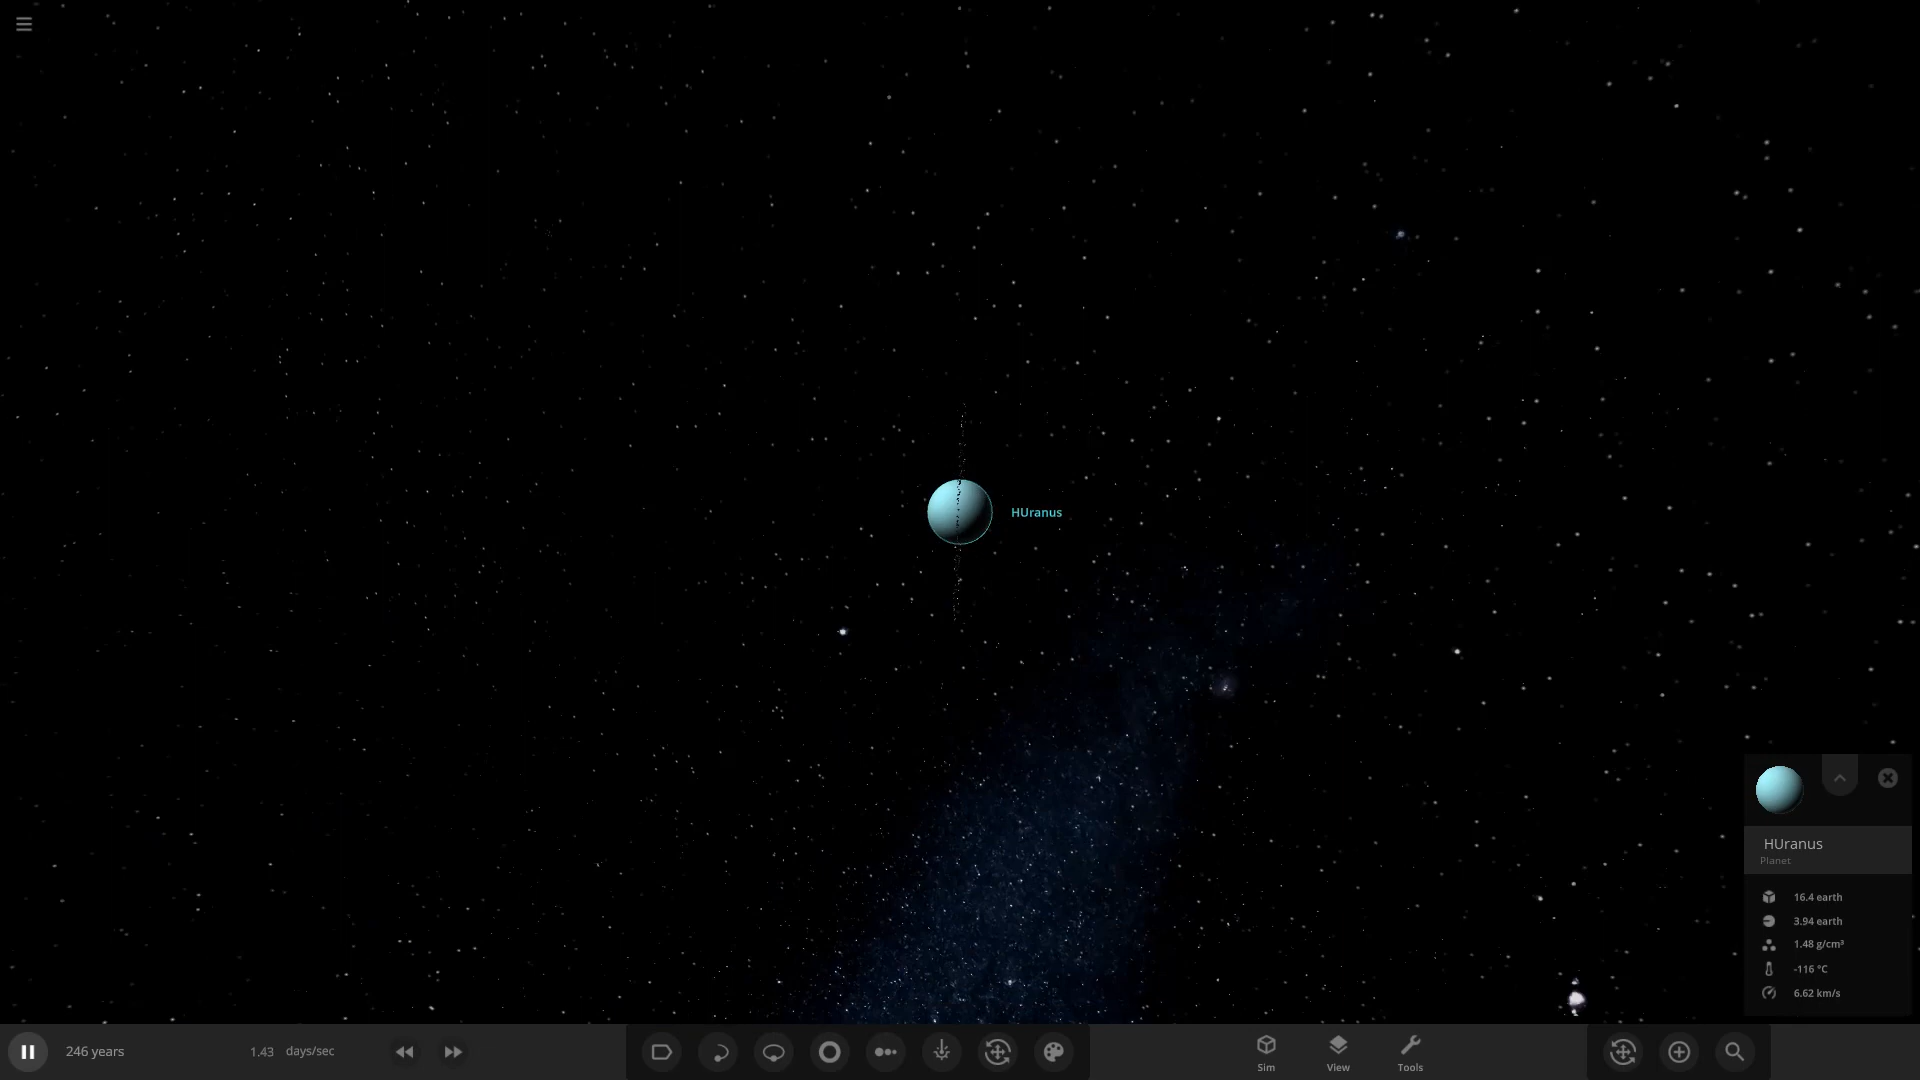 HUranus
HUranus
Planet
16.4 earth
3.94 earth
1.48 g/cm³
-116 °C
6.62 km/s
246 years
1.43 days/sec
Sim
View
Tools